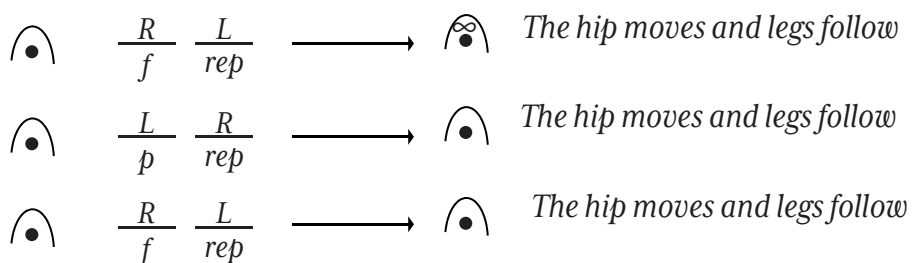 R L ∞ The hip moves and legs follow
f rep
L R The hip moves and legs follow
p rep
R L The hip moves and legs follow
f rep